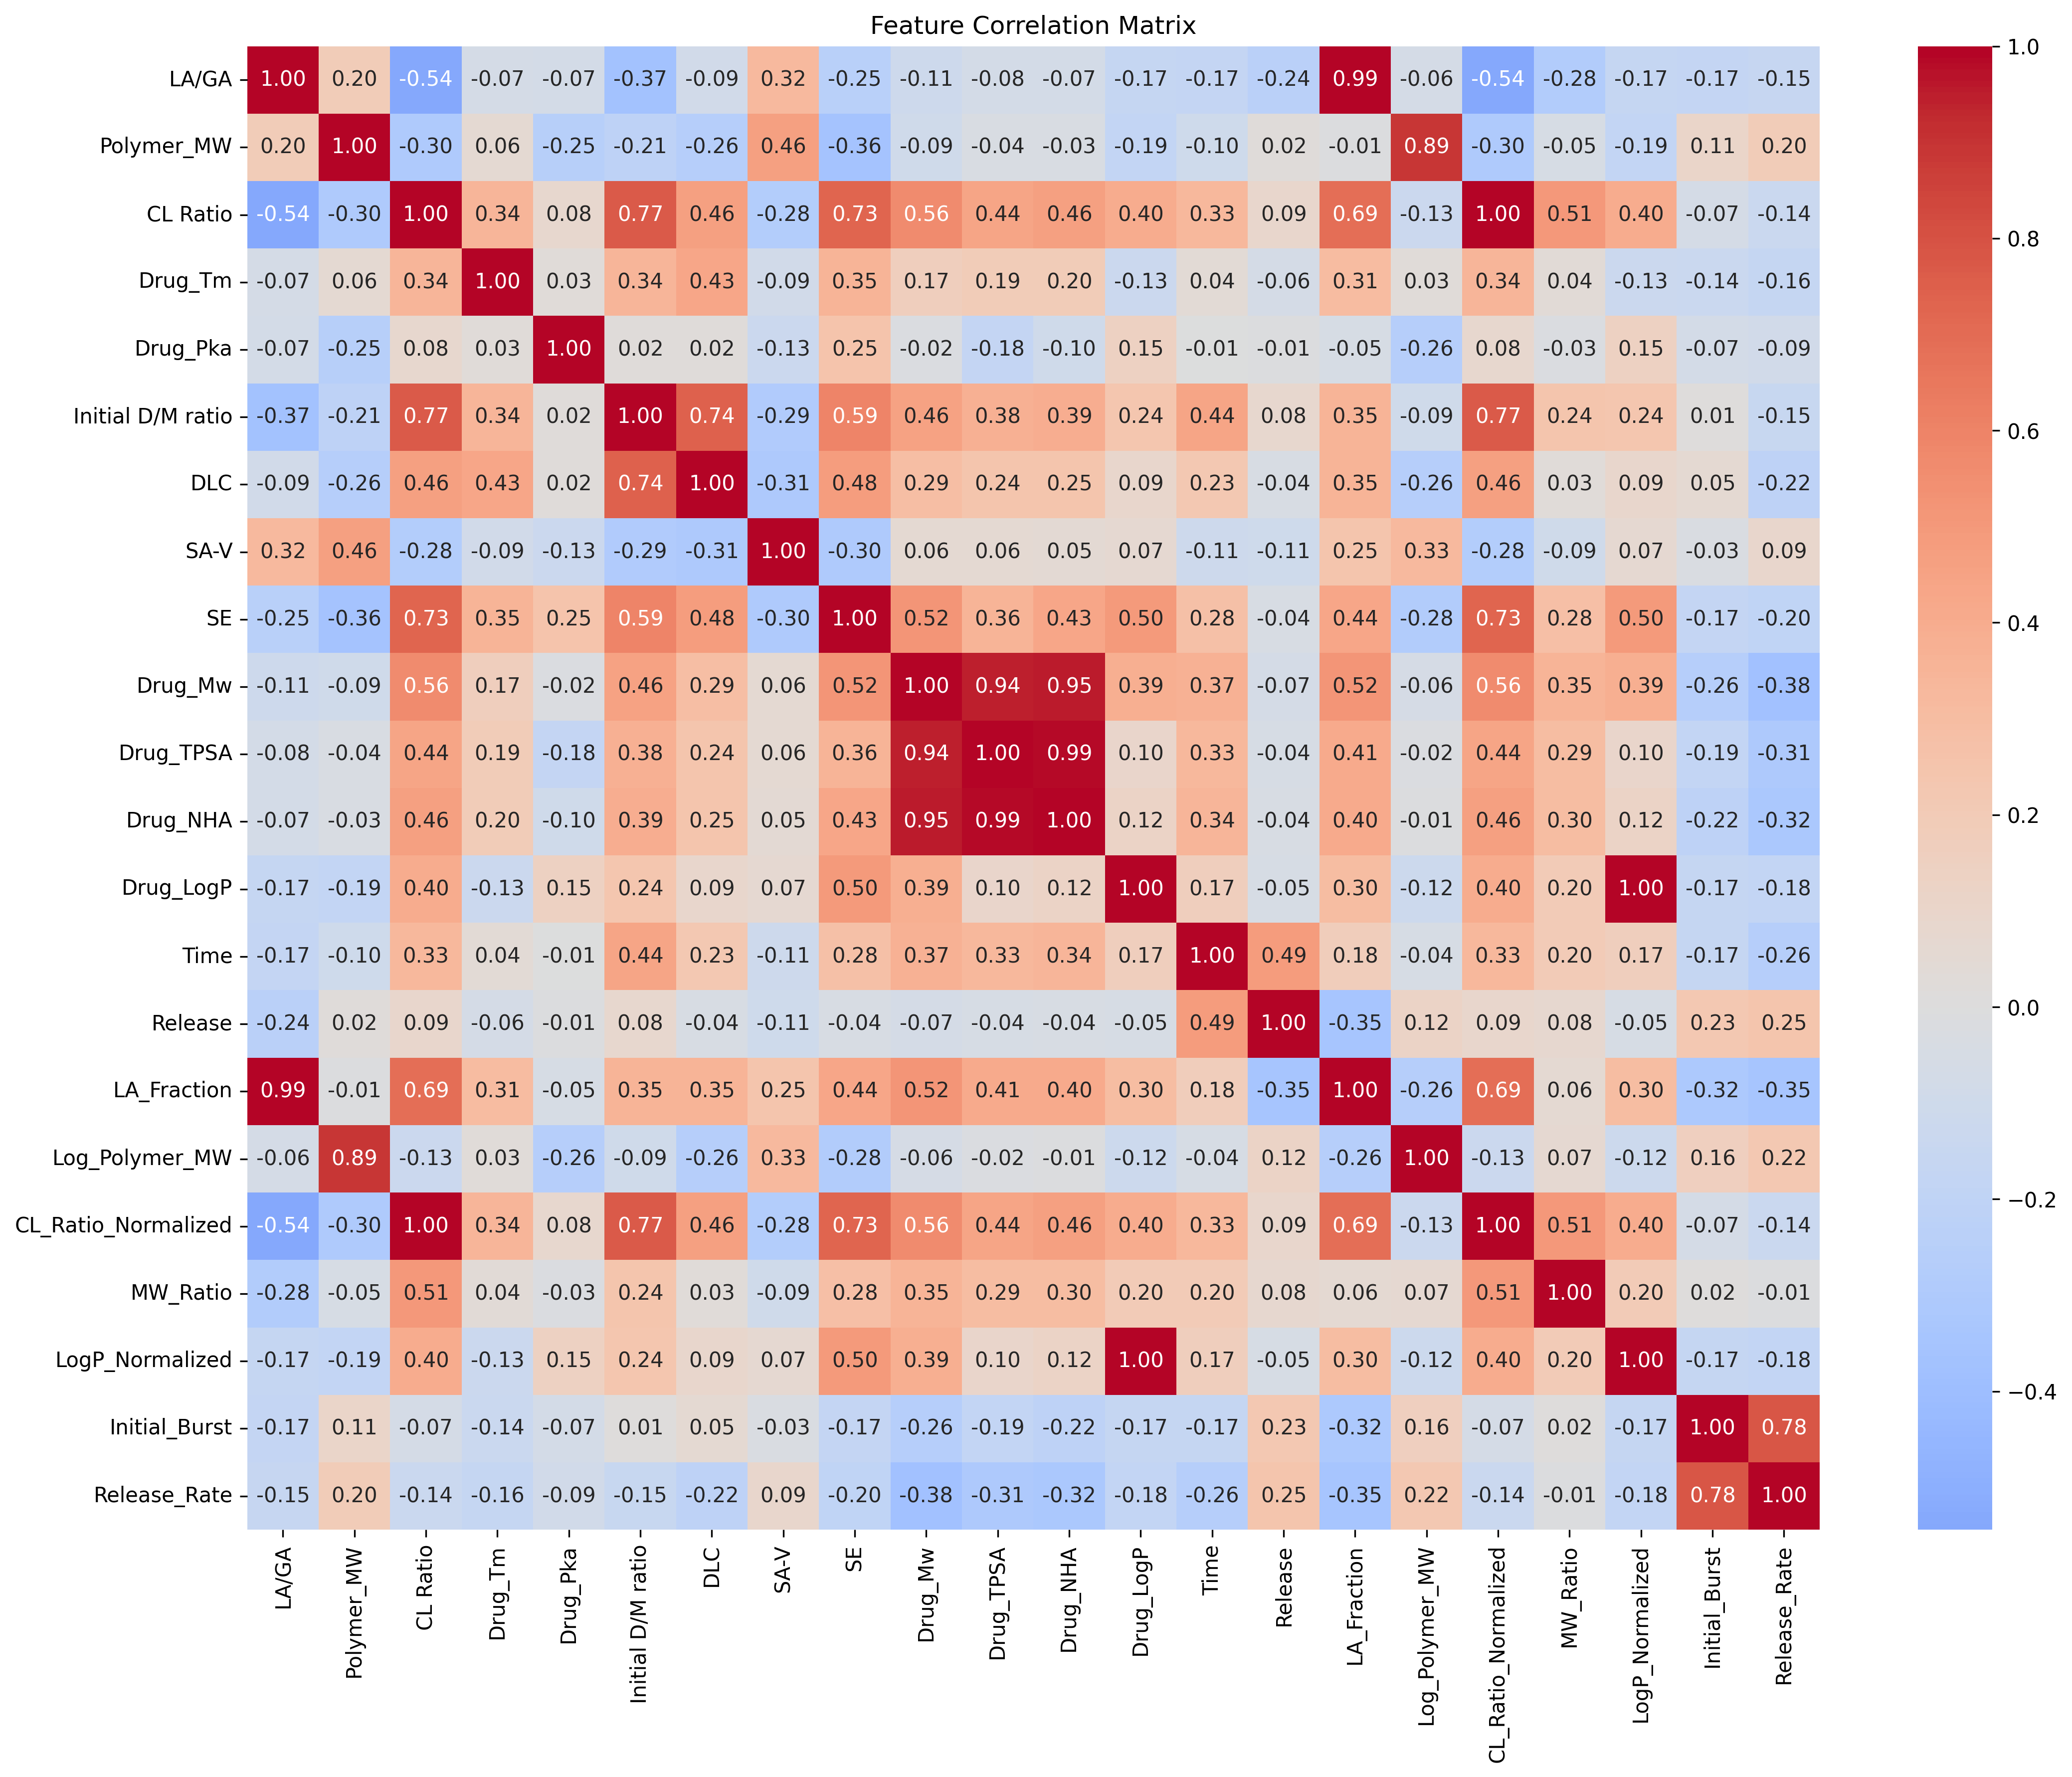 Feature Correlation Matrix
LA/GA 1.00 0.20 -0.54 -0.07 -0.07 -0.37 -0.09 0.32 -0.25 -0.11 -0.08 -0.07 -0.17 -0.17 -0.24 0.99 -0.06 -0.54 -0.28 -0.17 -0.17 -0.15
Polymer_MW 0.20 1.00 -0.30 0.06 -0.25 -0.21 -0.26 0.46 -0.36 -0.09 -0.04 -0.03 -0.19 -0.10 0.02 -0.01 0.89 -0.30 -0.05 -0.19 0.11 0.20
CL Ratio -0.54 -0.30 1.00 0.34 0.08 0.77 0.46 -0.28 0.73 0.56 0.44 0.46 0.40 0.33 0.09 0.69 -0.13 1.00 0.51 0.40 -0.07 -0.14
Drug_Tm -0.07 0.06 0.34 1.00 0.03 0.34 0.43 -0.09 0.35 0.17 0.19 0.20 -0.13 0.04 -0.06 0.31 0.03 0.34 0.04 -0.13 -0.14 -0.16
Drug_Pka -0.07 -0.25 0.08 0.03 1.00 0.02 0.02 -0.13 0.25 -0.02 -0.18 -0.10 0.15 -0.01 -0.01 -0.05 -0.26 0.08 -0.03 0.15 -0.07 -0.09
Initial D/M ratio -0.37 -0.21 0.77 0.34 0.02 1.00 0.74 -0.29 0.59 0.46 0.38 0.39 0.24 0.44 0.08 0.35 -0.09 0.77 0.24 0.24 0.01 -0.15
DLC -0.09 -0.26 0.46 0.43 0.02 0.74 1.00 -0.31 0.48 0.29 0.24 0.25 0.09 0.23 -0.04 0.35 -0.26 0.46 0.03 0.09 0.05 -0.22
SA-V 0.32 0.46 -0.28 -0.09 -0.13 -0.29 -0.31 1.00 -0.30 0.06 0.06 0.05 0.07 -0.11 -0.11 0.25 0.33 -0.28 -0.09 0.07 -0.03 0.09
SE -0.25 -0.36 0.73 0.35 0.25 0.59 0.48 -0.30 1.00 0.52 0.36 0.43 0.50 0.28 -0.04 0.44 -0.28 0.73 0.28 0.50 -0.17 -0.20
Drug_Mw -0.11 -0.09 0.56 0.17 -0.02 0.46 0.29 0.06 0.52 1.00 0.94 0.95 0.39 0.37 -0.07 0.52 -0.06 0.56 0.35 0.39 -0.26 -0.38
Drug_TPSA -0.08 -0.04 0.44 0.19 -0.18 0.38 0.24 0.06 0.36 0.94 1.00 0.99 0.10 0.33 -0.04 0.41 -0.02 0.44 0.29 0.10 -0.19 -0.31
Drug_NHA -0.07 -0.03 0.46 0.20 -0.10 0.39 0.25 0.05 0.43 0.95 0.99 1.00 0.12 0.34 -0.04 0.40 -0.01 0.46 0.30 0.12 -0.22 -0.32
Drug_LogP -0.17 -0.19 0.40 -0.13 0.15 0.24 0.09 0.07 0.50 0.39 0.10 0.12 1.00 0.17 -0.05 0.30 -0.12 0.40 0.20 1.00 -0.17 -0.18
Time -0.17 -0.10 0.33 0.04 -0.01 0.44 0.23 -0.11 0.28 0.37 0.33 0.34 0.17 1.00 0.49 0.18 -0.04 0.33 0.20 0.17 -0.17 -0.26
Release -0.24 0.02 0.09 -0.06 -0.01 0.08 -0.04 -0.11 -0.04 -0.07 -0.04 -0.04 -0.05 0.49 1.00 -0.35 0.12 0.09 0.08 -0.05 0.23 0.25
LA_Fraction 0.99 -0.01 0.69 0.31 -0.05 0.35 0.35 0.25 0.44 0.52 0.41 0.40 0.30 0.18 -0.35 1.00 -0.26 0.69 0.06 0.30 -0.32 -0.35
Log_Polymer_MW -0.06 0.89 -0.13 0.03 -0.26 -0.09 -0.26 0.33 -0.28 -0.06 -0.02 -0.01 -0.12 -0.04 0.12 -0.26 1.00 -0.13 0.07 -0.12 0.16 0.22
CL_Ratio_Normalized -0.54 -0.30 1.00 0.34 0.08 0.77 0.46 -0.28 0.73 0.56 0.44 0.46 0.40 0.33 0.09 0.69 -0.13 1.00 0.51 0.40 -0.07 -0.14
MW_Ratio -0.28 -0.05 0.51 0.04 -0.03 0.24 0.03 -0.09 0.28 0.35 0.29 0.30 0.20 0.20 0.08 0.06 0.07 0.51 1.00 0.20 0.02 -0.01
LogP_Normalized -0.17 -0.19 0.40 -0.13 0.15 0.24 0.09 0.07 0.50 0.39 0.10 0.12 1.00 0.17 -0.05 0.30 -0.12 0.40 0.20 1.00 -0.17 -0.18
Initial_Burst -0.17 0.11 -0.07 -0.14 -0.07 0.01 0.05 -0.03 -0.17 -0.26 -0.19 -0.22 -0.17 -0.17 0.23 -0.32 0.16 -0.07 0.02 -0.17 1.00 0.78
Release_Rate -0.15 0.20 -0.14 -0.16 -0.09 -0.15 -0.22 0.09 -0.20 -0.38 -0.31 -0.32 -0.18 -0.26 0.25 -0.35 0.22 -0.14 -0.01 -0.18 0.78 1.00
LA/GA
Polymer_MW
CL Ratio
Drug_Tm
Drug_Pka
Initial D/M ratio
DLC
SA-V
SE
Drug_Mw
Drug_TPSA
Drug_NHA
Drug_LogP
Time
Release
LA_Fraction
Log_Polymer_MW
CL_Ratio_Normalized
MW_Ratio
LogP_Normalized
Initial_Burst
Release_Rate
1.0
0.8
0.6
0.4
0.2
0.0
−0.2
−0.4